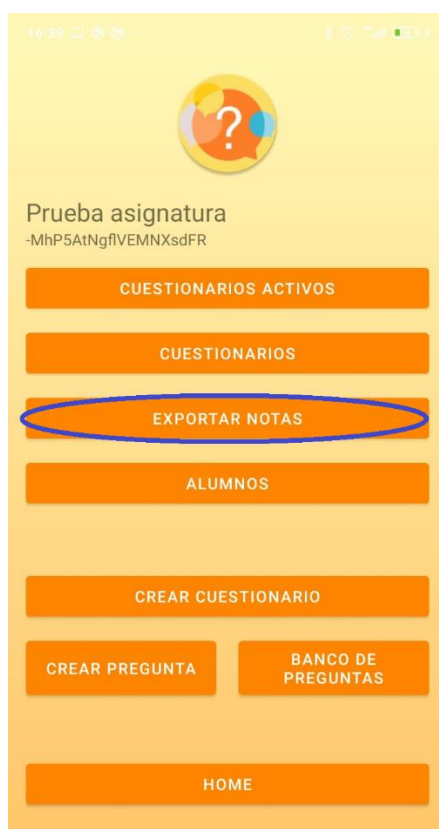 16:39
?
Prueba asignatura
-MhP5AtNgflVEMNXsdFR
CUESTIONARIOS ACTIVOS
CUESTIONARIOS
EXPORTAR NOTAS
ALUMNOS
CREAR CUESTIONARIO
CREAR PREGUNTA
BANCO DE
PREGUNTAS
HOME